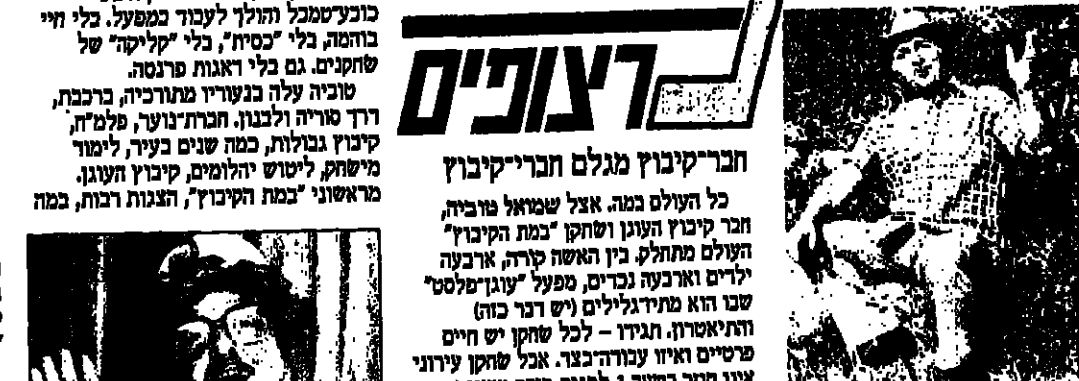 רצופים
חבר־קיבוץ מגלם חברי־קיבוץ
כל העולם במה. אצל שמואל טוביה,
חבר קיבוץ העוגן ושחקן "במת הקיבוץ"
העולם מתחלק. בין האשה קורה, ארבעה
ילדים וארבעה נכדים, מפעל "עוגן־פלסט"
שבו הוא מתיז־גלילים (יש דבר כזה)
והתיאטרון. תגידו – לכל שחקן יש חיים
פרטיים ואיזו עבודה־בצד. אבל שחקן עירוני
כובע־טמבל והולך לעבוד במפעל. בלי חיי
בוהמה, בלי "כסית", בלי "קליקה" של
שחקנים. גם בלי דאגות פרנסה.
טוביה עלה בנעוריו מתורכיה, ברכבת,
דרך סוריה ולבנון. חברת־נוער, פלמ"ח,
קיבוץ גבולות, כמה שנים בעיר, לימוד
מישחק, ליטוש יהלומים, קיבוץ העוגן.
מראשוני "במת הקיבוץ", הצגות רבות, במה